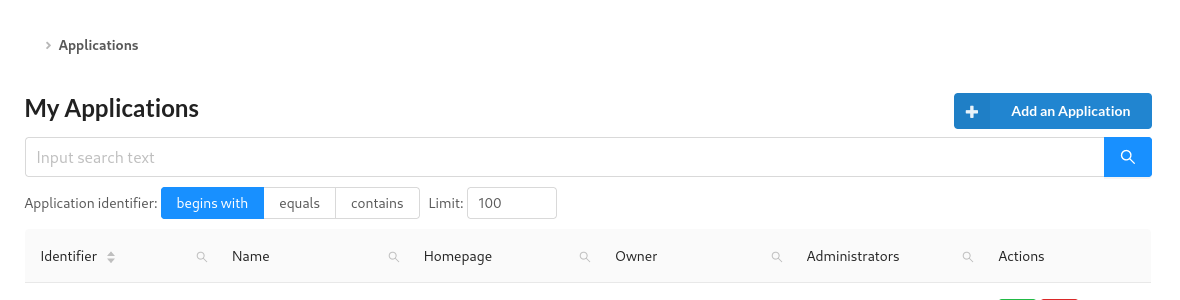 > Applications
My Applications
+ Add an Application
Input search text
Application identifier: begins with equals contains Limit: 100
Identifier Name Homepage Owner Administrators Actions